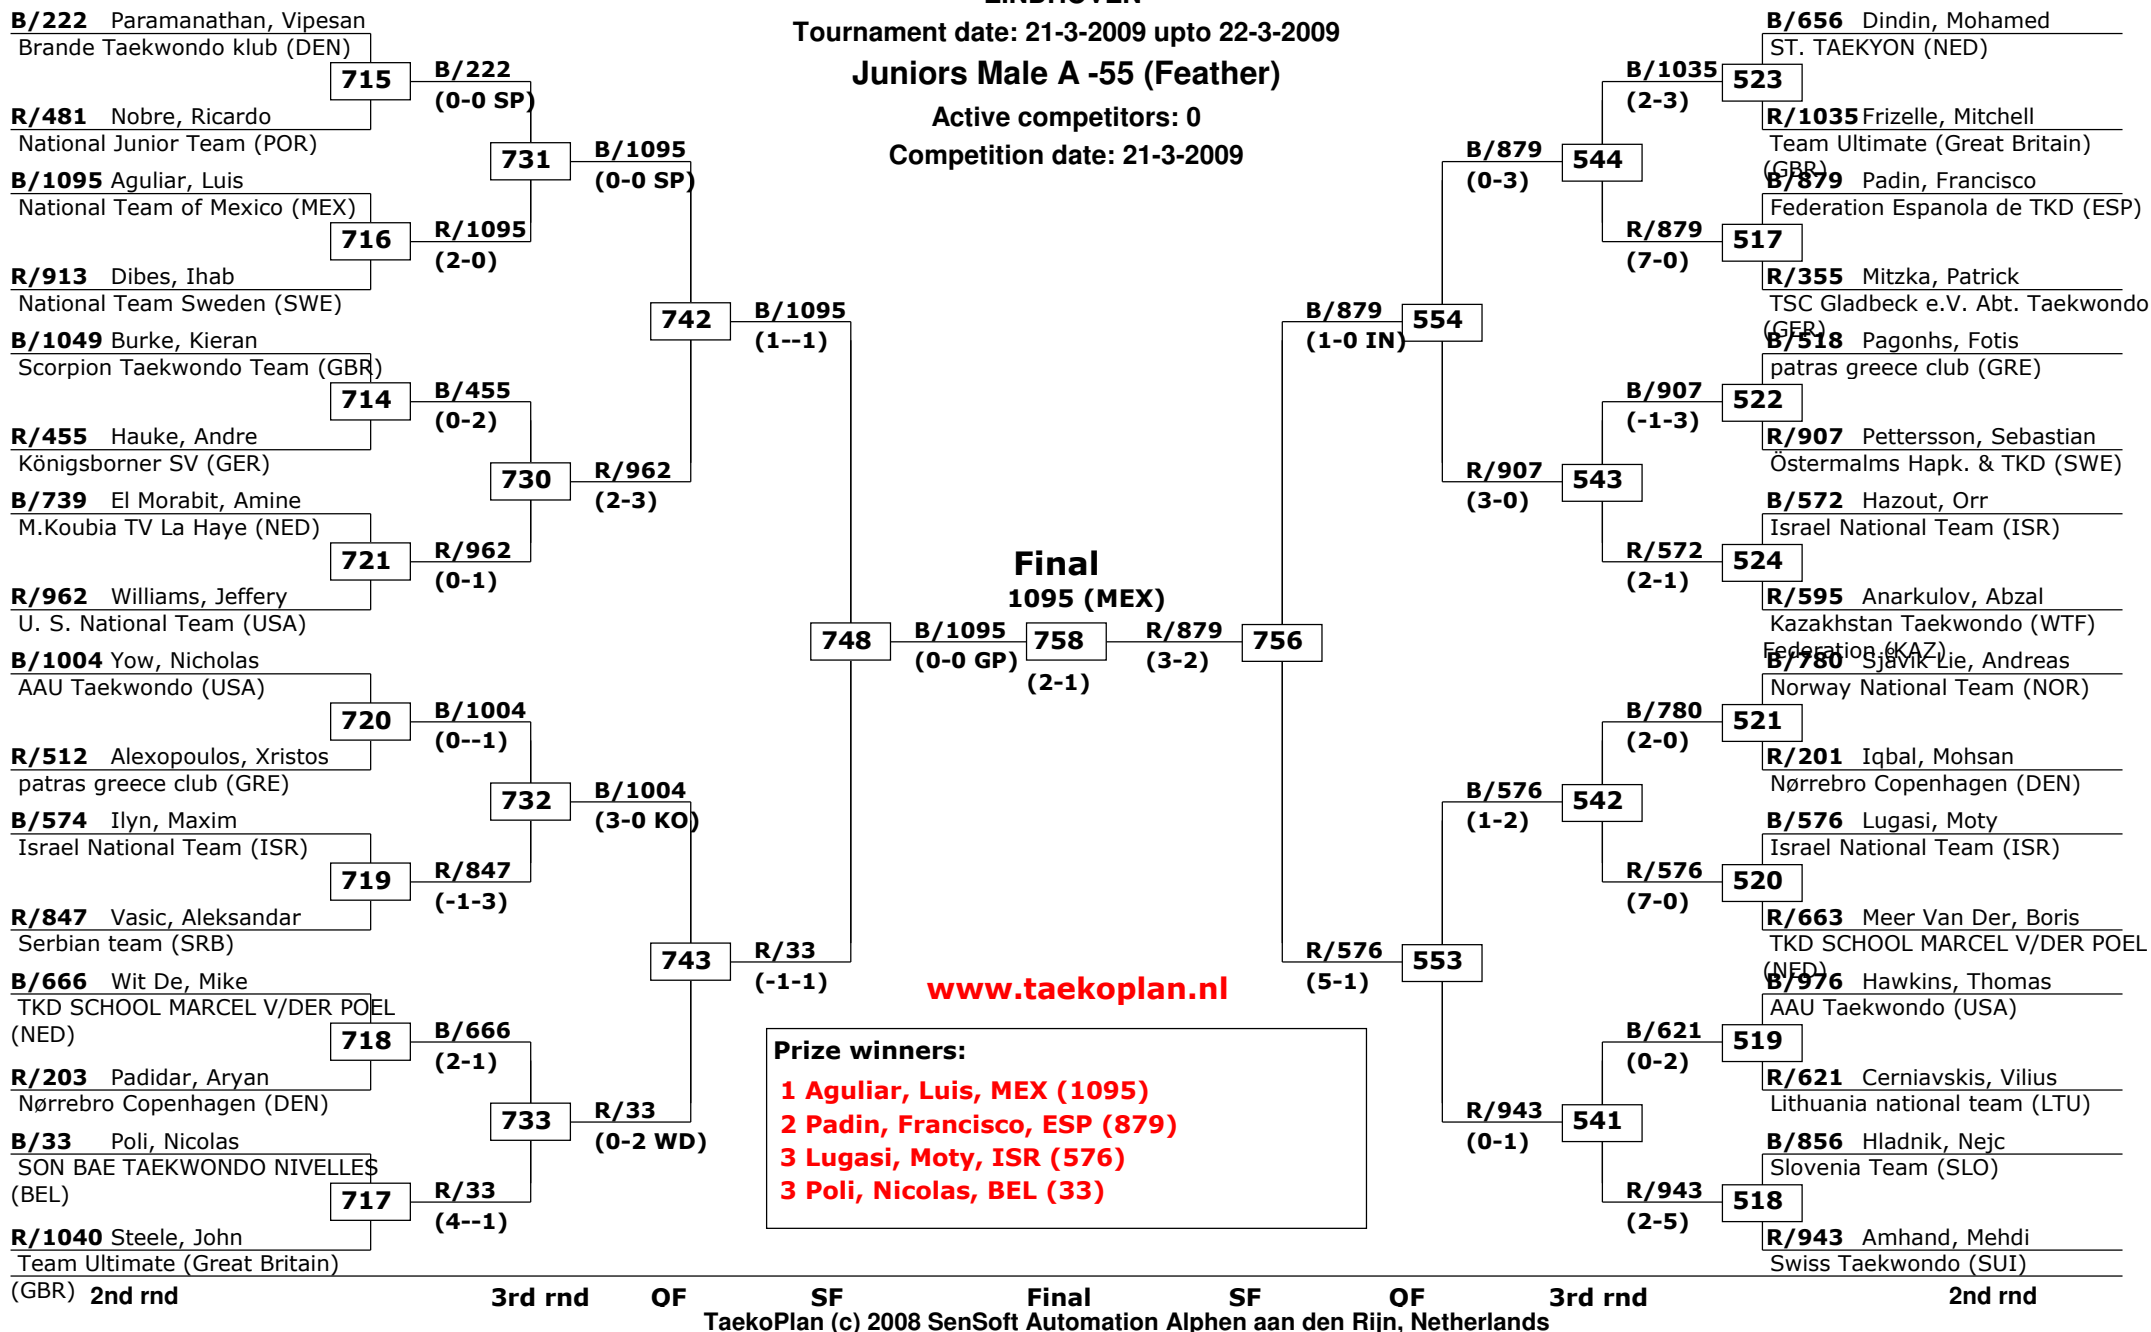 EINDHOVEN
Tournament date: 21-3-2009 upto 22-3-2009
Juniors Male A -55 (Feather)
Active competitors: 0
Competition date: 21-3-2009
B/222 Paramanathan, Vipesan
Brande Taekwondo klub (DEN)
715
R/481 Nobre, Ricardo
National Junior Team (POR)
B/1095 Aguliar, Luis
National Team of Mexico (MEX)
716
R/913 Dibes, Ihab
National Team Sweden (SWE)
B/1049 Burke, Kieran
Scorpion Taekwondo Team (GBR)
714
R/455 Hauke, Andre
Königsborner SV (GER)
B/739 El Morabit, Amine
M.Koubia TV La Haye (NED)
721
R/962 Williams, Jeffery
U. S. National Team (USA)
B/1004 Yow, Nicholas
AAU Taekwondo (USA)
720
R/512 Alexopoulos, Xristos
patras greece club (GRE)
B/574 Ilyn, Maxim
Israel National Team (ISR)
719
R/847 Vasic, Aleksandar
Serbian team (SRB)
B/666 Wit De, Mike
TKD SCHOOL MARCEL V/DER POEL
(NED)
718
R/203 Padidar, Aryan
Nørrebro Copenhagen (DEN)
B/33 Poli, Nicolas
SON BAE TAEKWONDO NIVELLES
(BEL)
717
R/1040 Steele, John
Team Ultimate (Great Britain)
(GBR)
B/222
(0-0 SP)
731
R/1095
(2-0)
B/455
(0-2)
730
R/962
(0-1)
B/1004
(0--1)
732
R/847
(-1-3)
B/666
(2-1)
733
R/33
(4--1)
B/1095
(0-0 SP)
742
R/962
(2-3)
B/1004
(3-0 KO)
743
R/33
(0-2 WD)
B/1095
(1--1)
748
R/33
(-1-1)
Final
1095 (MEX)
B/1095
(0-0 GP)
758
(2-1)
R/879
(3-2)
756
B/879
(1-0 IN)
554
R/576
(5-1)
553
B/879
(0-3)
544
R/907
(3-0)
543
B/576
(1-2)
542
R/943
(0-1)
541
B/1035
(2-3)
523
R/879
(7-0)
517
B/907
(-1-3)
522
R/572
(2-1)
524
B/780
(2-0)
521
R/576
(7-0)
520
B/621
(0-2)
519
R/943
(2-5)
518
B/656 Dindin, Mohamed
ST. TAEKYON (NED)
R/1035 Frizelle, Mitchell
Team Ultimate (Great Britain)
(GBR)
B/879 Padin, Francisco
Federation Espanola de TKD (ESP)
R/355 Mitzka, Patrick
TSC Gladbeck e.V. Abt. Taekwondo
(GER)
B/518 Pagonhs, Fotis
patras greece club (GRE)
R/907 Pettersson, Sebastian
Östermalms Hapk. & TKD (SWE)
B/572 Hazout, Orr
Israel National Team (ISR)
R/595 Anarkulov, Abzal
Kazakhstan Taekwondo (WTF)
Federation (KAZ)
B/780 Sjåvik Lie, Andreas
Norway National Team (NOR)
R/201 Iqbal, Mohsan
Nørrebro Copenhagen (DEN)
B/576 Lugasi, Moty
Israel National Team (ISR)
R/663 Meer Van Der, Boris
TKD SCHOOL MARCEL V/DER POEL
(NED)
B/976 Hawkins, Thomas
AAU Taekwondo (USA)
R/621 Cerniavskis, Vilius
Lithuania national team (LTU)
B/856 Hladnik, Nejc
Slovenia Team (SLO)
R/943 Amhand, Mehdi
Swiss Taekwondo (SUI)
www.taekoplan.nl
Prize winners:
1 Aguliar, Luis, MEX (1095)
2 Padin, Francisco, ESP (879)
3 Lugasi, Moty, ISR (576)
3 Poli, Nicolas, BEL (33)
2nd rnd 3rd rnd QF SF Final SF QF 3rd rnd 2nd rnd
TaekoPlan (c) 2008 SenSoft Automation Alphen aan den Rijn, Netherlands